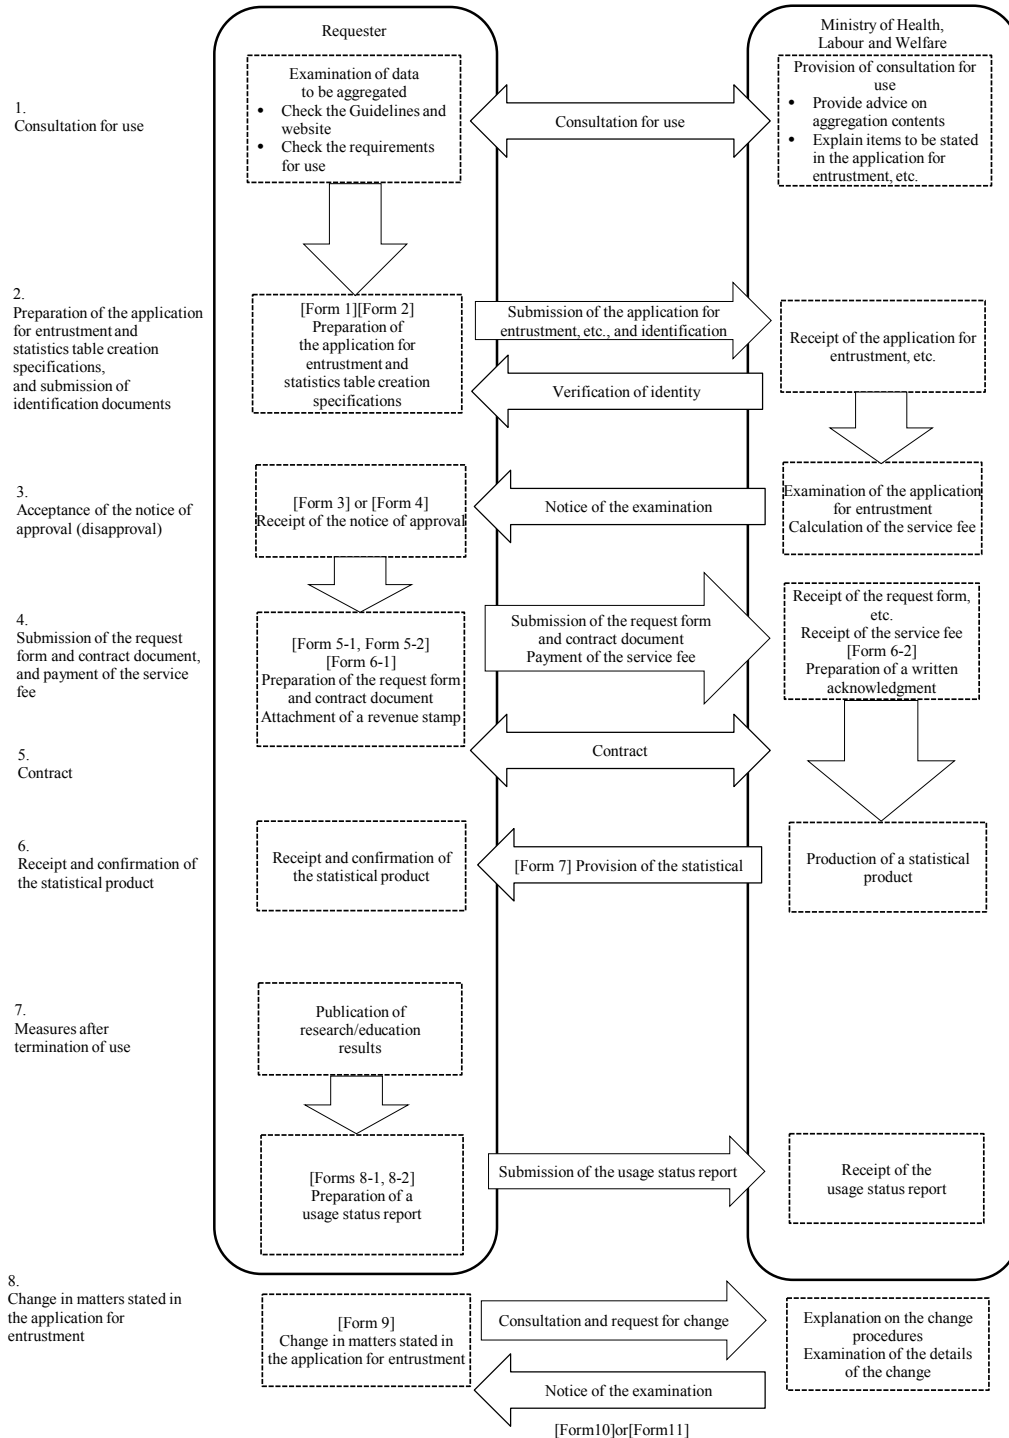 Requester
Ministry of Health,
Labour and Welfare
1.
Consultation for use
Examination of data
to be aggregated
• Check the Guidelines and
website
• Check the requirements
for use
Consultation for use
Provision of consultation for
use
• Provide advice on
aggregation contents
• Explain items to be stated
in the application for
entrustment, etc.
2.
Preparation of the application
for entrustment and
statistics table creation
specifications,
and submission of
identification documents
[Form 1][Form 2]
Preparation of
the application for
entrustment and
statistics table creation
specifications
Submission of the application for
entrustment, etc., and identification
Verification of identity
Receipt of the application for
entrustment, etc.
3.
Acceptance of the notice of
approval (disapproval)
[Form 3] or [Form 4]
Receipt of the notice of approval
Notice of the examination
Examination of the application
for entrustment
Calculation of the service fee
4.
Submission of the request
form and contract document,
and payment of the service
fee
[Form 5-1, Form 5-2]
[Form 6-1]
Preparation of the request form
and contract document
Attachment of a revenue stamp
Submission of the request form
and contract document
Payment of the service fee
Receipt of the request form,
etc.
Receipt of the service fee
[Form 6-2]
Preparation of a written
acknowledgment
5.
Contract
Contract
6.
Receipt and confirmation of
the statistical product
Receipt and confirmation of
the statistical product
[Form 7] Provision of the statistical
Production of a statistical
product
7.
Measures after
termination of use
Publication of
research/education
results
[Forms 8-1, 8-2]
Preparation of a
usage status report
Submission of the usage status report
Receipt of the
usage status report
8.
Change in matters stated in
the application for
entrustment
[Form 9]
Change in matters stated in
the application for entrustment
Consultation and request for change
Notice of the examination
[Form10]or[Form11]
Explanation on the change
procedures
Examination of the details
of the change